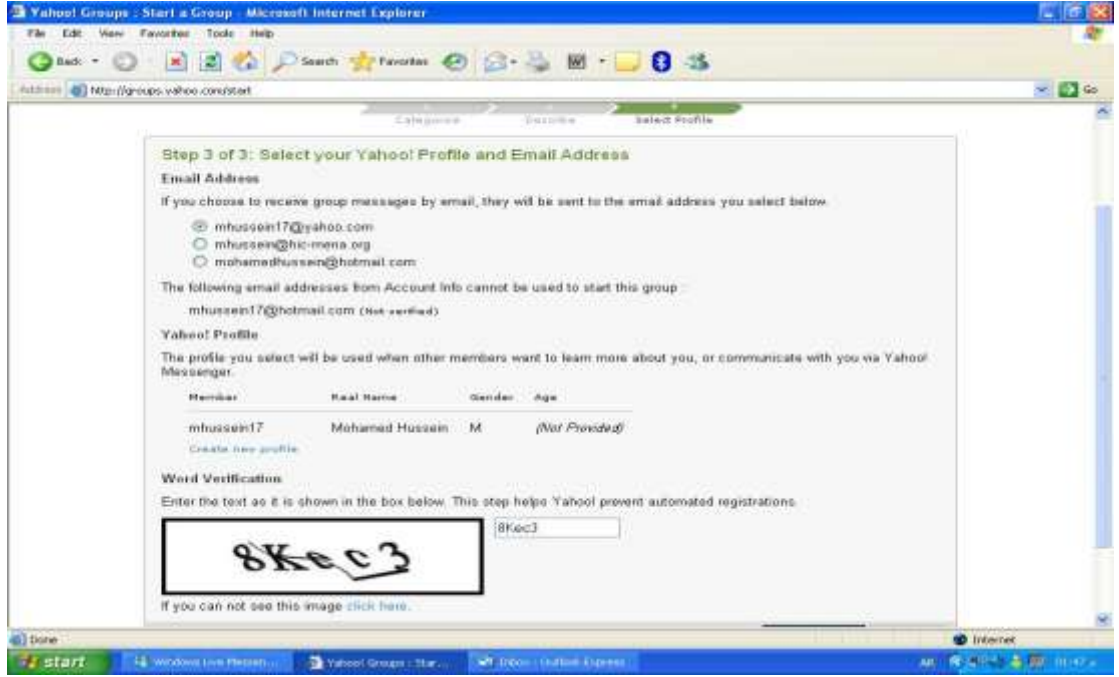 Yahoo! Groups : Start a Group - Microsoft Internet Explorer
File Edit View Favorites Tools Help
Back Search Favorites
Address http://groups.yahoo.com/start Go
Categorize Describe Select Profile
Step 3 of 3: Select your Yahoo! Profile and Email Address
Email Address
If you choose to receive group messages by email, they will be sent to the email address you select below.
mhussein17@yahoo.com
mhussein@hic-mena.org
mohamedhussein@hotmail.com
The following email addresses from Account Info cannot be used to start this group :
mhussein17@hotmail.com (Not verified)
Yahoo! Profile
The profile you select will be used when other members want to learn more about you, or communicate with you via Yahoo!
Messenger.
Member Real Name Gender Age
mhussein17 Mohamed Hussein M (Not Provided)
Create new profile
Word Verification
Enter the text as it is shown in the box below. This step helps Yahoo! prevent automated registrations.
8Kec3
8Kec3
If you can not see this image click here.
Done Internet
start Windows Live Messen... Yahoo! Groups : Star... Inbox - Outlook Express AR